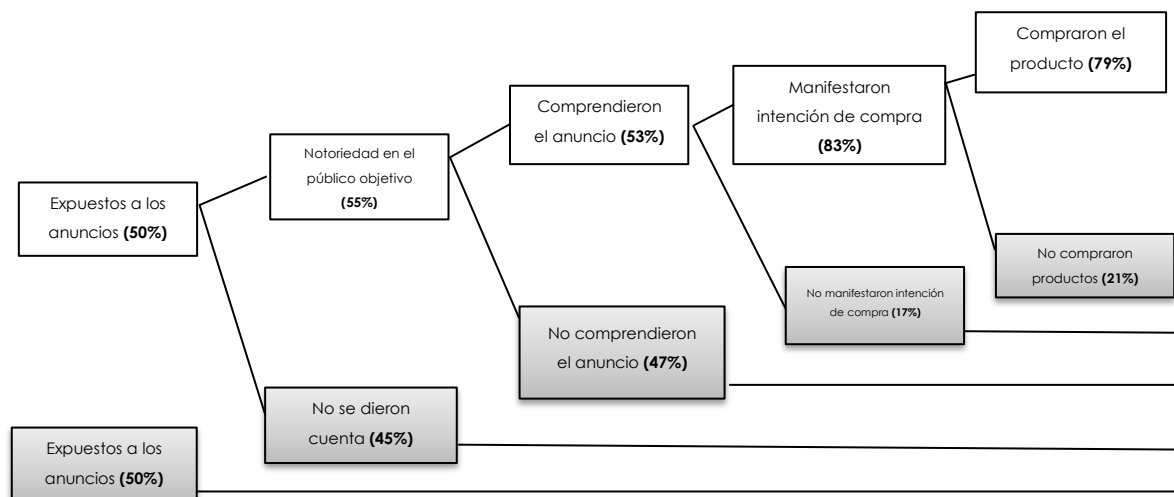 Compraron el
producto (79%)
Manifestaron
intención de compra
(83%)
Comprendieron
el anuncio (53%)
Notoriedad en el
público objetivo
(55%)
Expuestos a los
anuncios (50%)
No compraron
productos (21%)
No manifestaron intención
de compra (17%)
No comprendieron
el anuncio (47%)
No se dieron
cuenta (45%)
Expuestos a los
anuncios (50%)